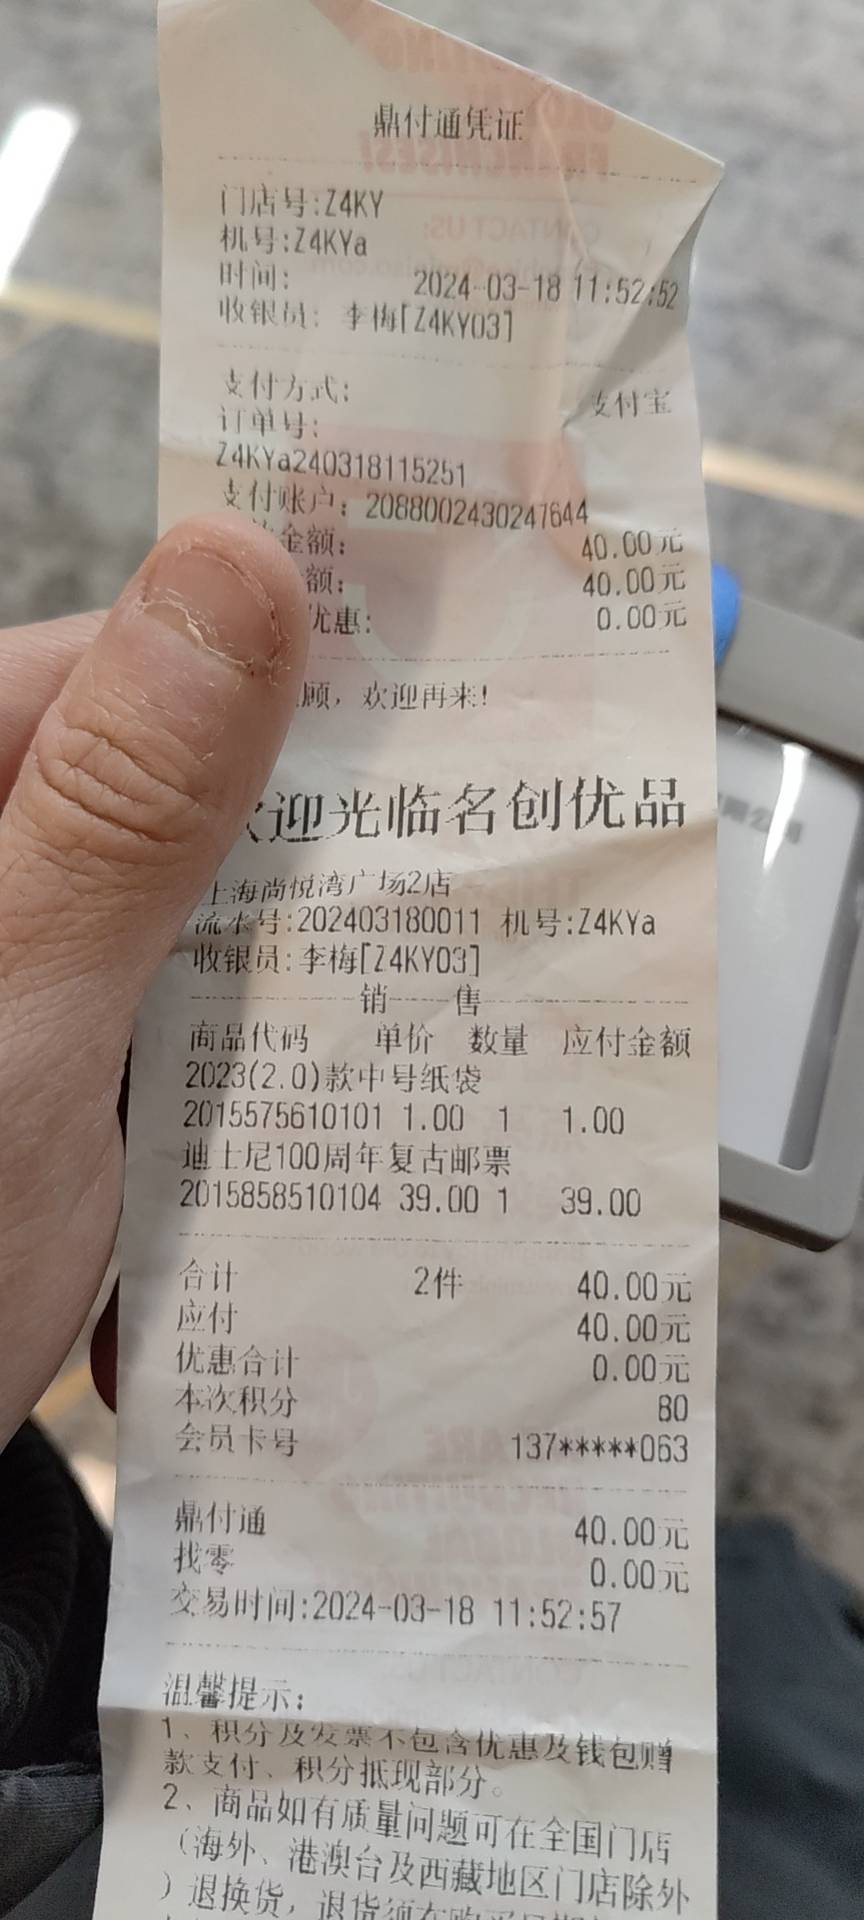 鼎付通凭证
门店号:Z4KY
机号:Z4KYa
时间: 2024-03-18 11:52:52
收银员: 李梅[Z4KY03]
支付方式: 支付宝
订单号:
Z4KYa240318115251
支付账户: 2088002430247644
金额: 40.00元
额: 40.00元
优惠: 0.00元
顾, 欢迎再来!
欢迎光临名创优品
上海尚悦湾广场2店
流水号:202403180011 机号:Z4KYa
收银员:李梅[Z4KY03]
销 售
商品代码 单价 数量 应付金额
2023(2.0)款中号纸袋
2015575610101 1.00 1 1.00
迪士尼100周年复古邮票
2015858510104 39.00 1 39.00
合计 2件 40.00元
应付 40.00元
优惠合计 0.00元
本次积分 80
会员卡号 137*****063
鼎付通 40.00元
找零 0.00元
交易时间:2024-03-18 11:52:57
温馨提示:
1、积分及发票不包含优惠及钱包赠
款支付、积分抵现部分。
2、商品如有质量问题可在全国门店
(海外、港澳台及西藏地区门店除外
)退换货,退货须在购买